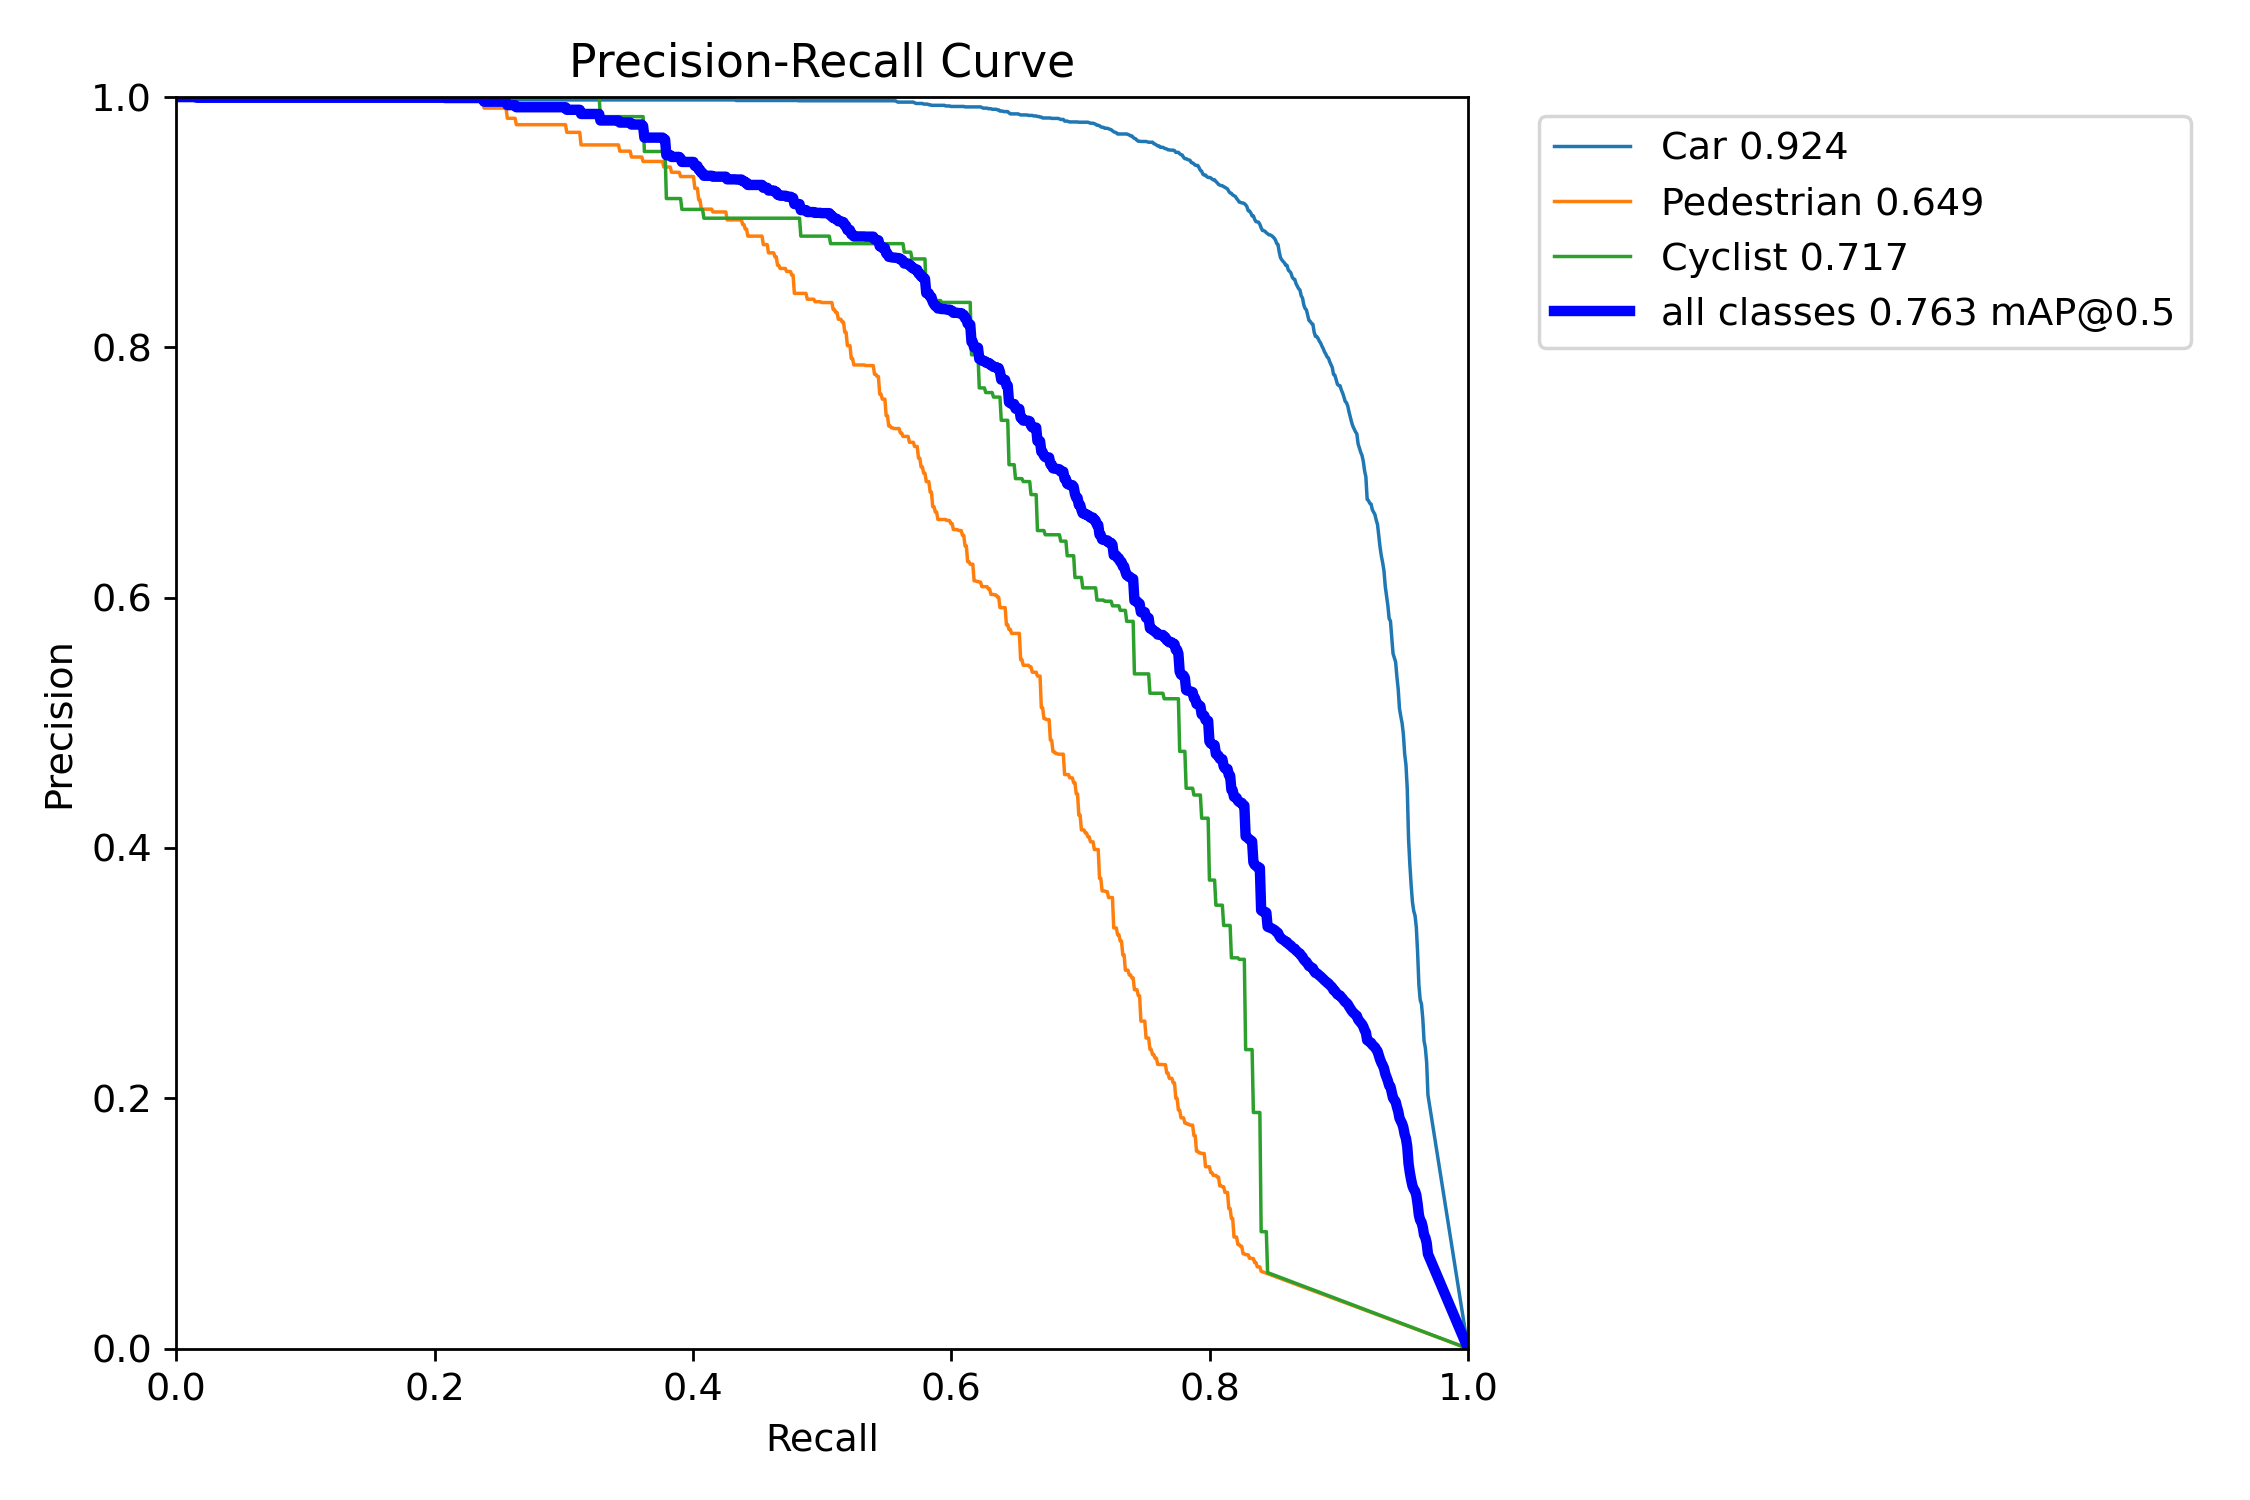 Precision-Recall Curve
1.0
0.8
0.6
0.4
0.2
0.0
Precision
0.0 0.2 0.4 0.6 0.8 1.0
Recall
Car 0.924
Pedestrian 0.649
Cyclist 0.717
all classes 0.763 mAP@0.5